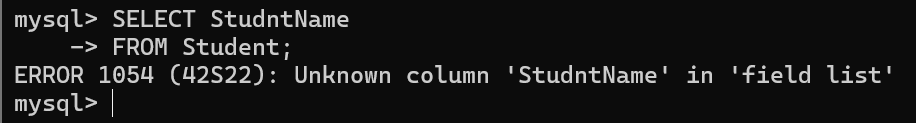 mysql> SELECT StudntName
    -> FROM Student;
ERROR 1054 (42S22): Unknown column 'StudntName' in 'field list'
mysql>